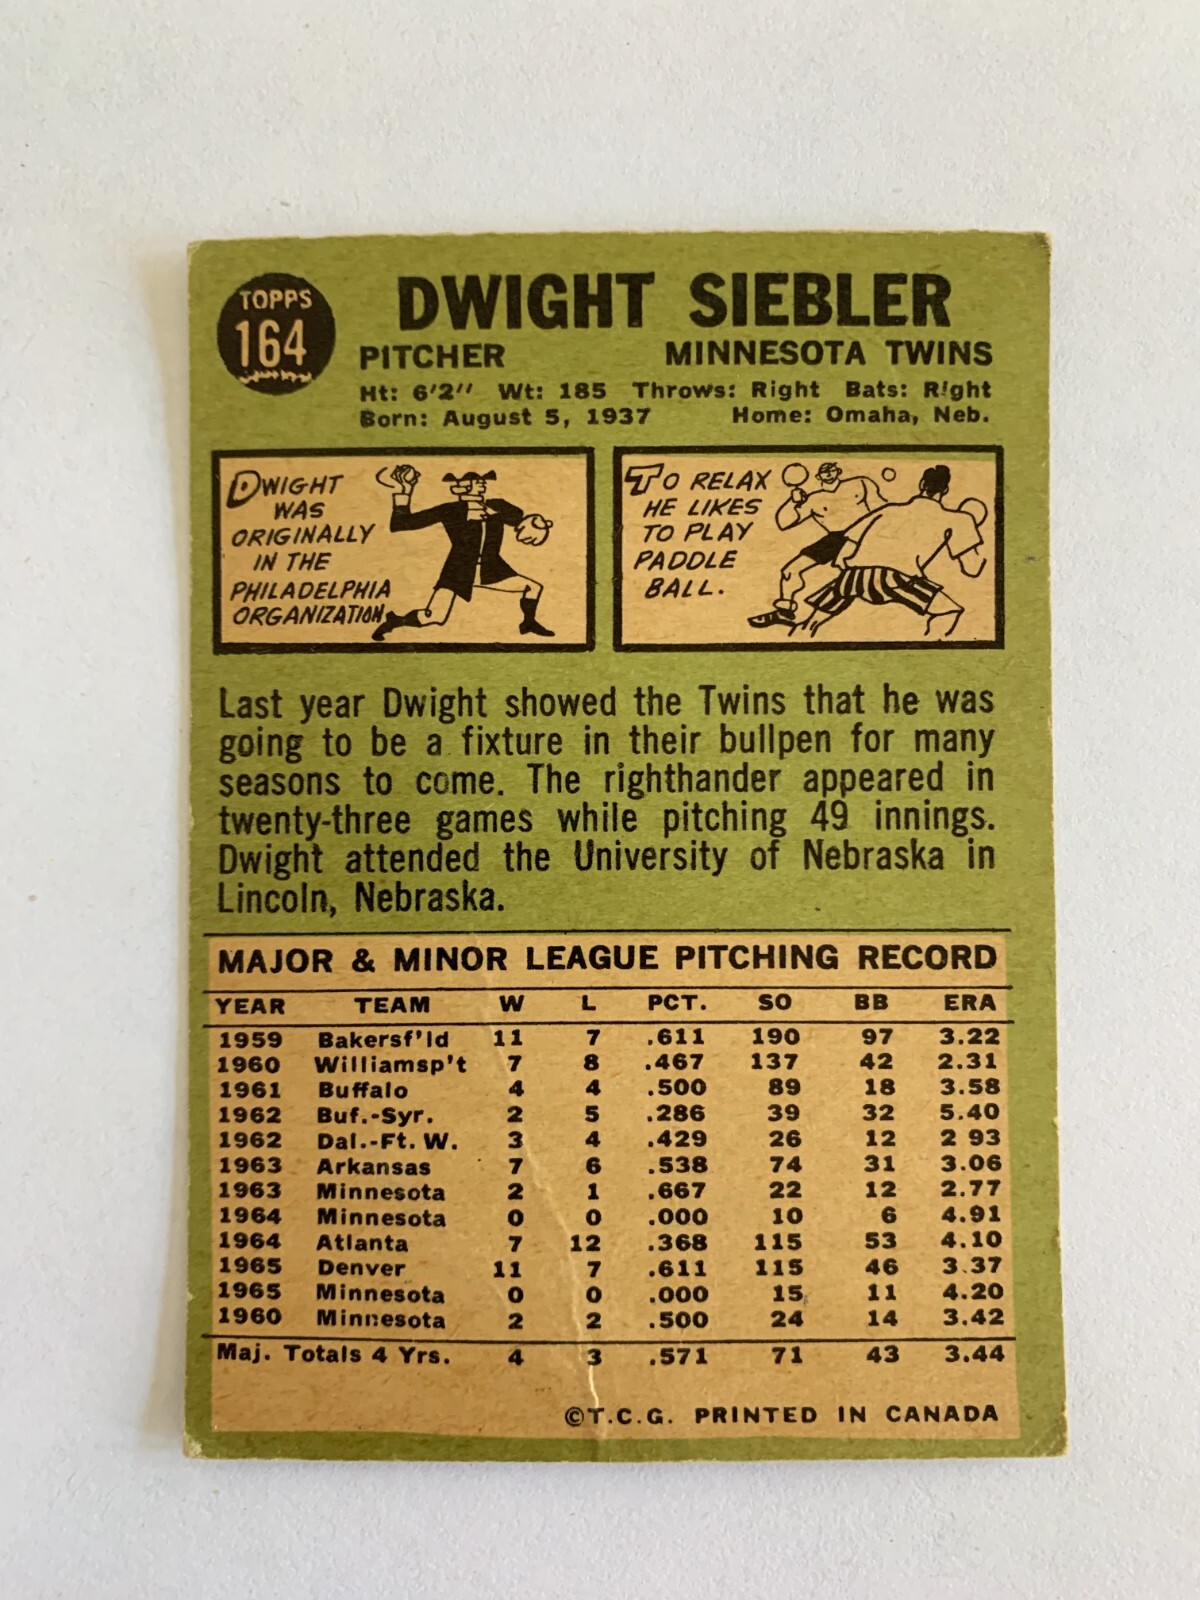 TOPPS
164
DWIGHT SIEBLER
PITCHER MINNESOTA TWINS
Ht: 6'2" Wt: 185 Throws: Right Bats: Right
Born: August 5, 1937 Home: Omaha, Neb.
DWIGHT
WAS
ORIGINALLY
IN THE
PHILADELPHIA
ORGANIZATION
TO RELAX
HE LIKES
TO PLAY
PADDLE
BALL.
Last year Dwight showed the Twins that he was
going to be a fixture in their bullpen for many
seasons to come. The righthander appeared in
twenty-three games while pitching 49 innings.
Dwight attended the University of Nebraska in
Lincoln, Nebraska.
MAJOR & MINOR LEAGUE PITCHING RECORD
YEAR TEAM W L PCT. SO BB ERA
1959 Bakersf'ld 11 7 .611 190 97 3.22
1960 Williamsp't 7 8 .467 137 42 2.31
1961 Buffalo 4 4 .500 89 18 3.58
1962 Buf.-Syr. 2 5 .286 39 32 5.40
1962 Dal.-Ft. W. 3 4 .429 26 12 2 93
1963 Arkansas 7 6 .538 74 31 3.06
1963 Minnesota 2 1 .667 22 12 2.77
1964 Minnesota 0 0 .000 10 6 4.91
1964 Atlanta 7 12 .368 115 53 4.10
1965 Denver 11 7 .611 115 46 3.37
1965 Minnesota 0 0 .000 15 11 4.20
1960 Minnesota 2 2 .500 24 14 3.42
Maj. Totals 4 Yrs. 4 3 .571 71 43 3.44
©T.C.G. PRINTED IN CANADA